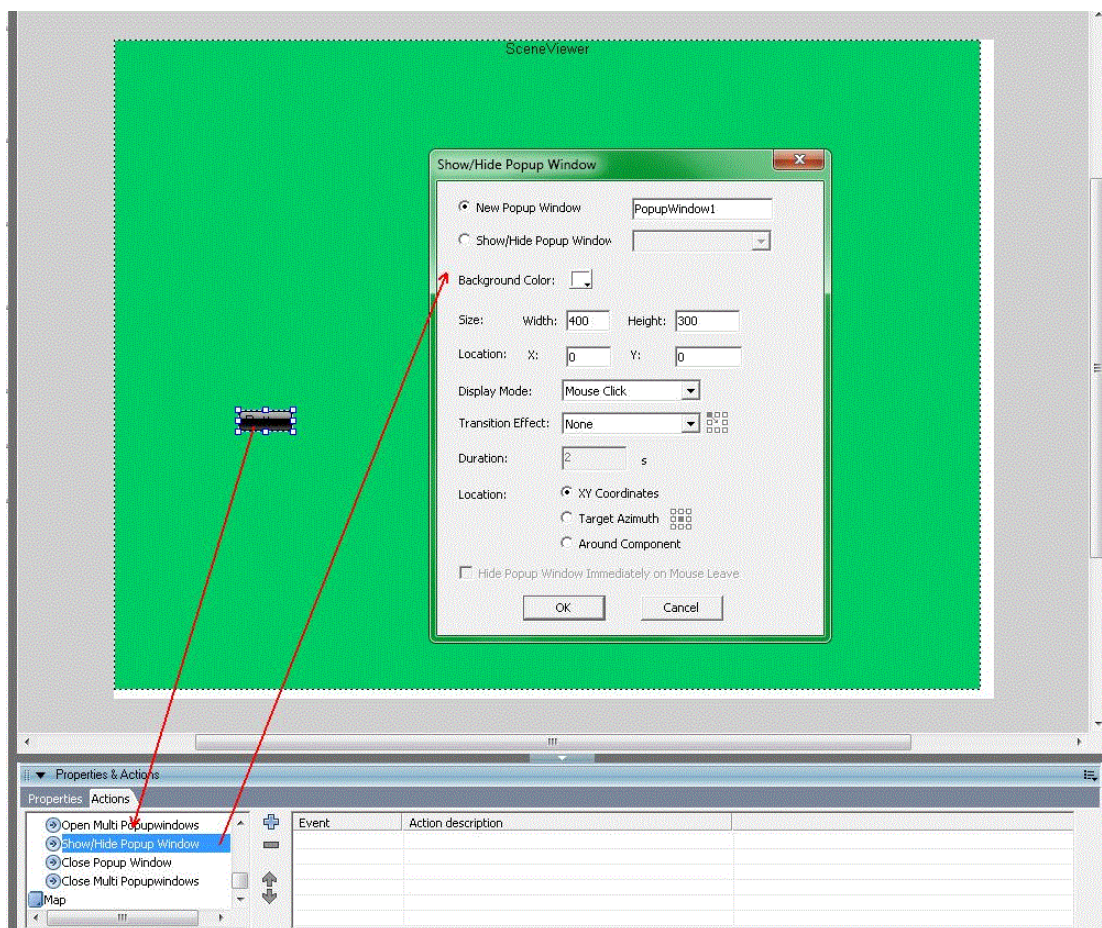 SceneViewer
Show/Hide Popup Window
New Popup Window PopupWindow1
Show/Hide Popup Window
Background Color:
Size: Width: 400 Height: 300
Location: X: 0 Y: 0
Display Mode: Mouse Click
Transition Effect: None
Duration: 2 s
Location: XY Coordinates
Target Azimuth
Around Component
Hide Popup Window Immediately on Mouse Leave
OK Cancel
Properties & Actions
Properties Actions
Open Multi Popupwindows Event Action description
Show/Hide Popup Window
Close Popup Window
Close Multi Popupwindows
Map